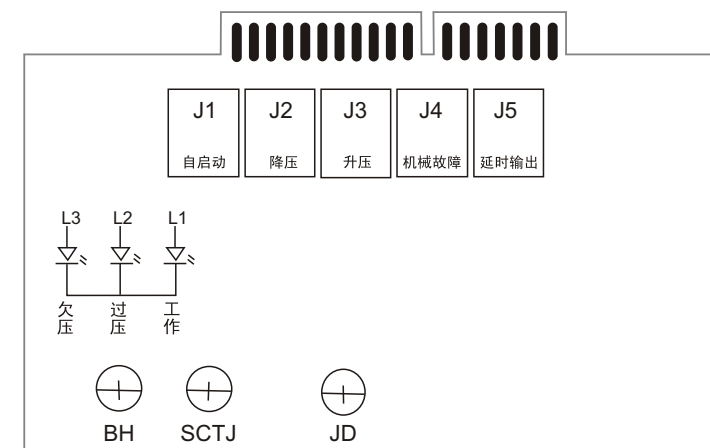 J1 J2 J3 J4 J5
自启动 降压 升压 机械故障 延时输出
L3 L2 L1
欠压 过压 工作
BH SCTJ JD